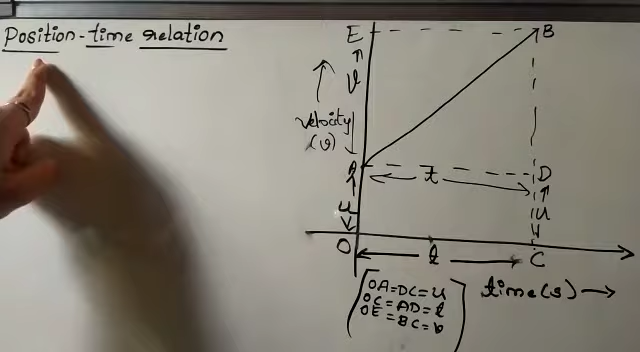 Position-time relation
E
B
v
velocity
(v)
A
t
D
u
u
O
t
C
time(s)
OA=DC=u
OC=AD=t
OE=BC=v